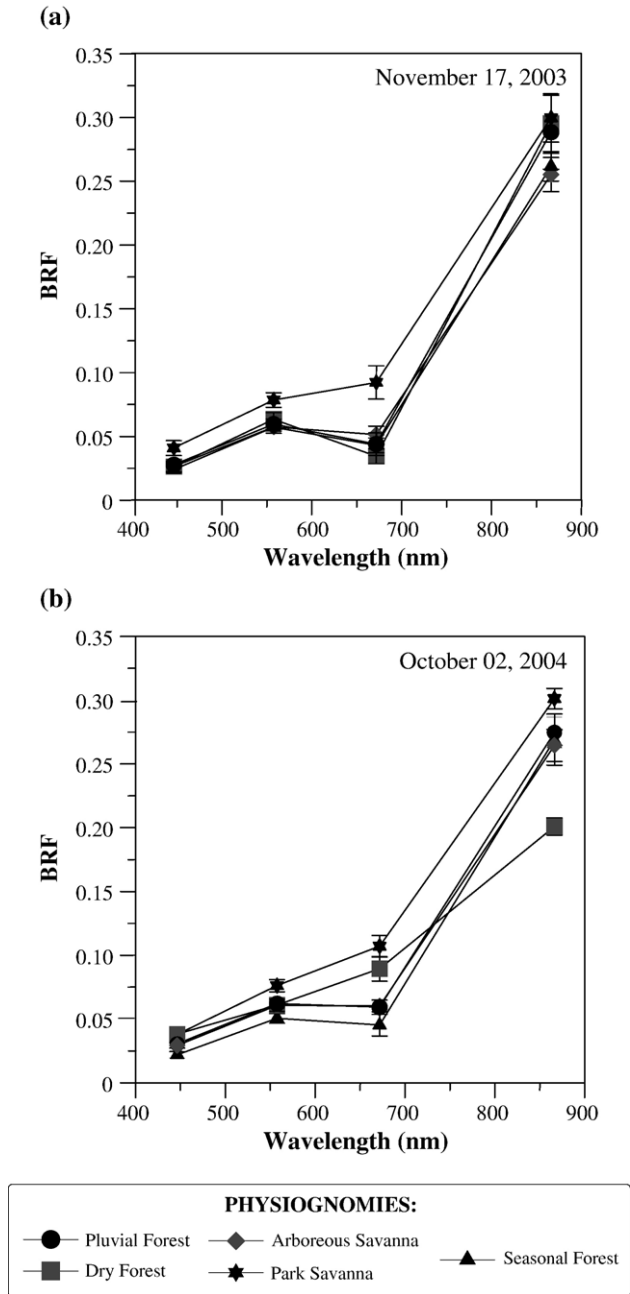 (a)
November 17, 2003
0.35
0.30
0.25
0.20
0.15
0.10
0.05
0
BRF
400 500 600 700 800 900
Wavelength (nm)
(b)
October 02, 2004
0.35
0.30
0.25
0.20
0.15
0.10
0.05
0
BRF
400 500 600 700 800 900
Wavelength (nm)
PHYSIOGNOMIES:
Pluvial Forest Arboreous Savanna Seasonal Forest
Dry Forest Park Savanna